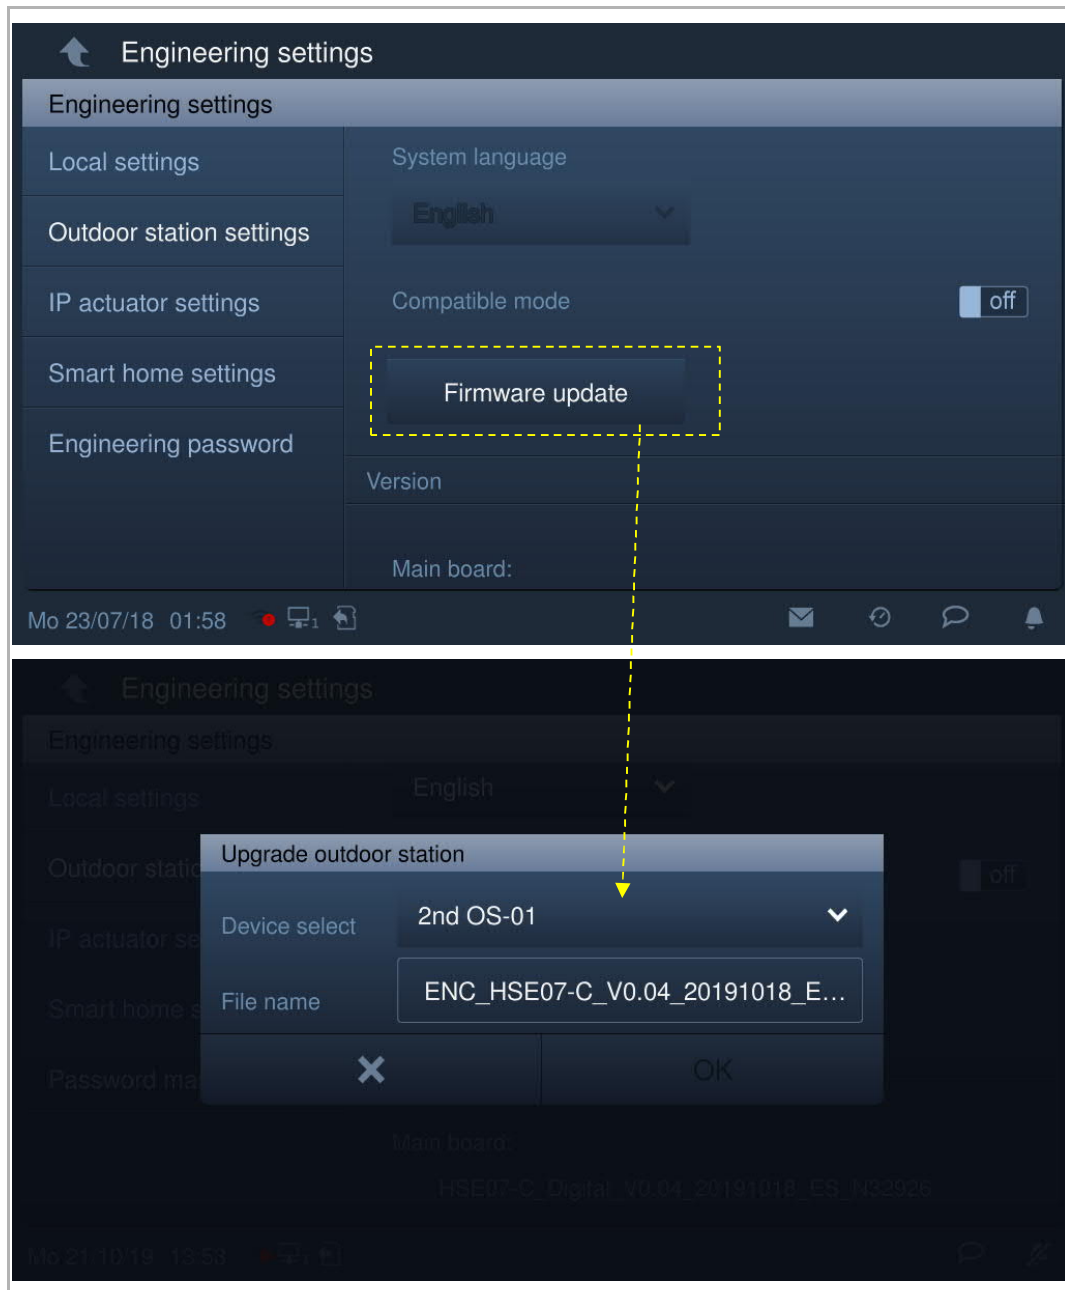 Engineering settings
Engineering settings
Local settings
System language
English
Outdoor station settings
IP actuator settings
Compatible mode
off
Smart home settings
Firmware update
Engineering password
Version
Main board:
Mo 23/07/18 01:58
1
Engineering settings
Engineering settings
English
Local settings
Upgrade outdoor station
Outdoor static
off
Device select
2nd OS-01
IP actuator se
File name
ENC_HSE07-C_V0.04_20191018_E...
Smart home s
OK
Password ma
Main board:
HSE07-C_Digital_V0.04_20191018_ES_N32926
Mo 21/10/19 13:53